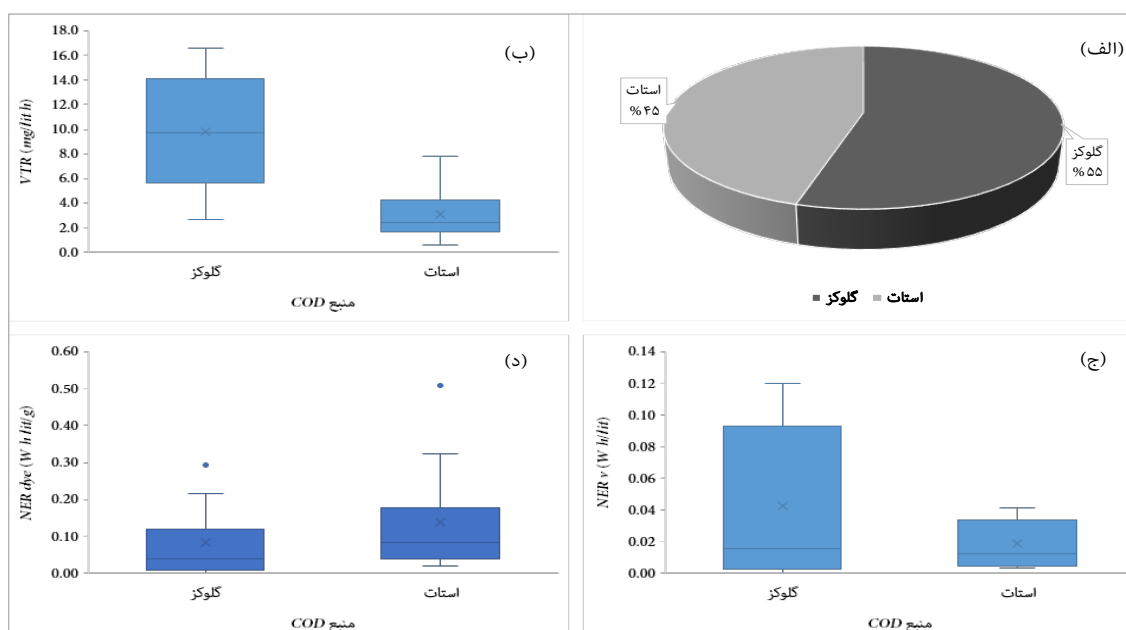 (الف)
استات
%۴۵
گلوکز
%۵۵
گلوکز
استات
(ب)
VTR (mg/lit h)
18.0
16.0
14.0
12.0
10.0
8.0
6.0
4.0
2.0
0.0
گلوکز
استات
منبع COD
(ج)
NER v (W h/lit)
0.14
0.12
0.10
0.08
0.06
0.04
0.02
0.00
گلوکز
استات
منبع COD
(د)
NER dye (W h lit/g)
0.60
0.50
0.40
0.30
0.20
0.10
0.00
گلوکز
استات
منبع COD